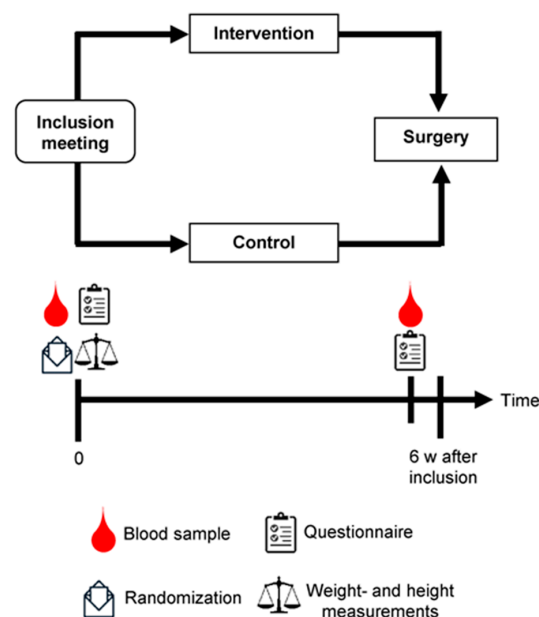 Intervention
Inclusion
meeting
Surgery
Control
Time
0
6 w after
inclusion
Blood sample
Questionnaire
Randomization
Weight- and height
measurements